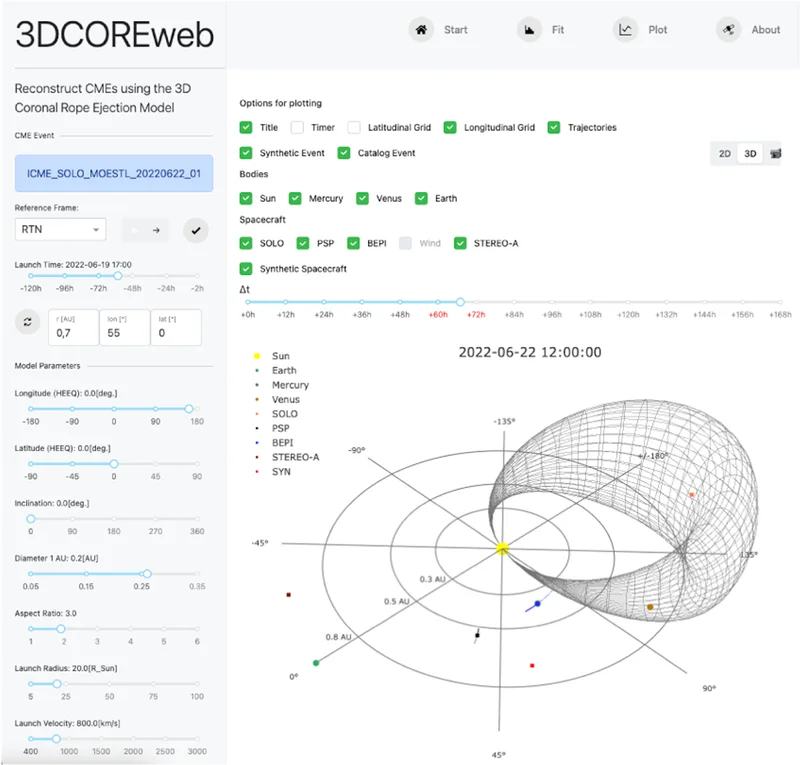 3DCOREweb
Start Fit Plot About
Reconstruct CMEs using the 3D
Coronal Rope Ejection Model
CME Event
ICME_SOLO_MOESTL_20220622_01
Reference Frame:
RTN
Launch Time: 2022-06-19 17:00
-120h -96h -72h -48h -24h -2h
r [AU] lon [°] lat [°]
0,7 55 0
Model Parameters
Longitude (HEEQ): 0.0[deg.]
-180 -90 0 90 180
Latitude (HEEQ): 0.0[deg.]
-90 -45 0 45 90
Inclination: 0.0[deg.]
0 90 180 270 360
Diameter 1 AU: 0.2[AU]
0.05 0.15 0.25 0.35
Aspect Ratio: 3.0
1 2 3 4 5 6
Launch Radius: 20.0[R_Sun]
5 25 50 75 100
Launch Velocity: 800.0[km/s]
400 1000 1500 2000 2500 3000
Options for plotting
Title Timer Latitudinal Grid Longitudinal Grid Trajectories
Synthetic Event Catalog Event
2D 3D
Bodies
Sun Mercury Venus Earth
Spacecraft
SOLO PSP BEPI Wind STEREO-A
Synthetic Spacecraft
Δt
+0h +12h +24h +36h +48h +60h +72h +84h +96h +108h +120h +132h +144h +156h +168h
2022-06-22 12:00:00
Sun
Earth
Mercury
Venus
SOLO
PSP
BEPI
STEREO-A
SYN
-135°
-90°
+/-180°
-45°
135°
0.3 AU
0.5 AU
0.8 AU
0°
90°
45°